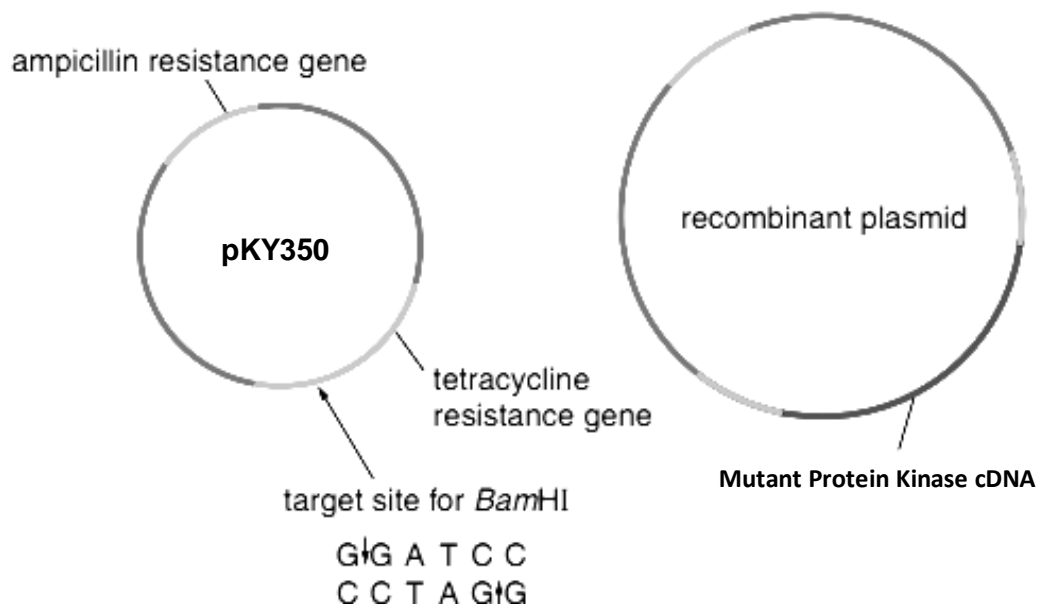 ampicillin resistance gene
pKY350
recombinant plasmid
tetracycline
resistance gene
Mutant Protein Kinase cDNA
target site for BamHI
G G A T C C
C C T A G G